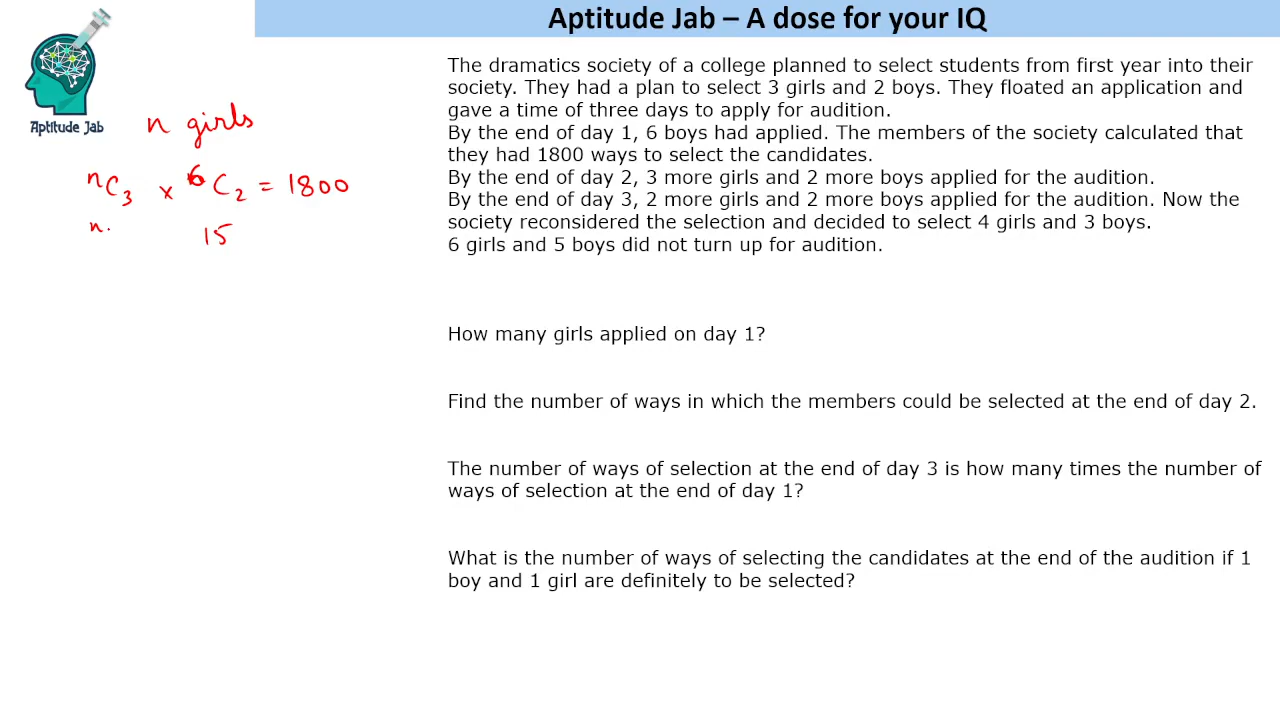 Aptitude Jab – A dose for your IQ
Aptitude Jab
n girls
nC3 x 6C2 = 1800
n.
15
The dramatics society of a college planned to select students from first year into their
society. They had a plan to select 3 girls and 2 boys. They floated an application and
gave a time of three days to apply for audition.
By the end of day 1, 6 boys had applied. The members of the society calculated that
they had 1800 ways to select the candidates.
By the end of day 2, 3 more girls and 2 more boys applied for the audition.
By the end of day 3, 2 more girls and 2 more boys applied for the audition. Now the
society reconsidered the selection and decided to select 4 girls and 3 boys.
6 girls and 5 boys did not turn up for audition.
How many girls applied on day 1?
Find the number of ways in which the members could be selected at the end of day 2.
The number of ways of selection at the end of day 3 is how many times the number of
ways of selection at the end of day 1?
What is the number of ways of selecting the candidates at the end of the audition if 1
boy and 1 girl are definitely to be selected?